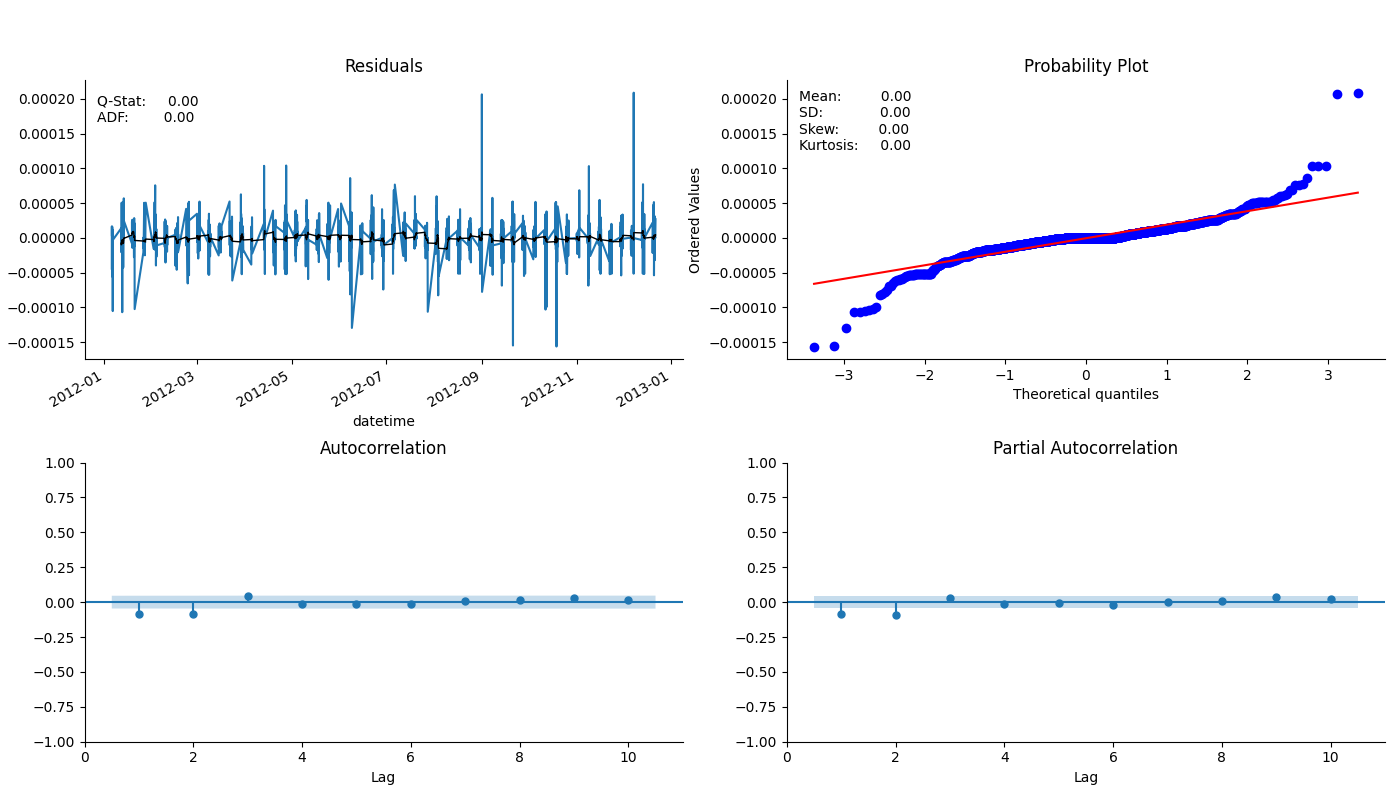 Residuals
Q-Stat: 0.00
ADF: 0.00
0.00020
0.00015
0.00010
0.00005
0.00000
−0.00005
−0.00010
−0.00015
2012-01
2012-03
2012-05
2012-07
2012-09
2012-11
2013-01
datetime
Probability Plot
Mean: 0.00
SD: 0.00
Skew: 0.00
Kurtosis: 0.00
Ordered Values
0.00020
0.00015
0.00010
0.00005
0.00000
−0.00005
−0.00010
−0.00015
−3 −2 −1 0 1 2 3
Theoretical quantiles
Autocorrelation
1.00
0.75
0.50
0.25
0.00
−0.25
−0.50
−0.75
−1.00
0 2 4 6 8 10
Lag
Partial Autocorrelation
1.00
0.75
0.50
0.25
0.00
−0.25
−0.50
−0.75
−1.00
0 2 4 6 8 10
Lag